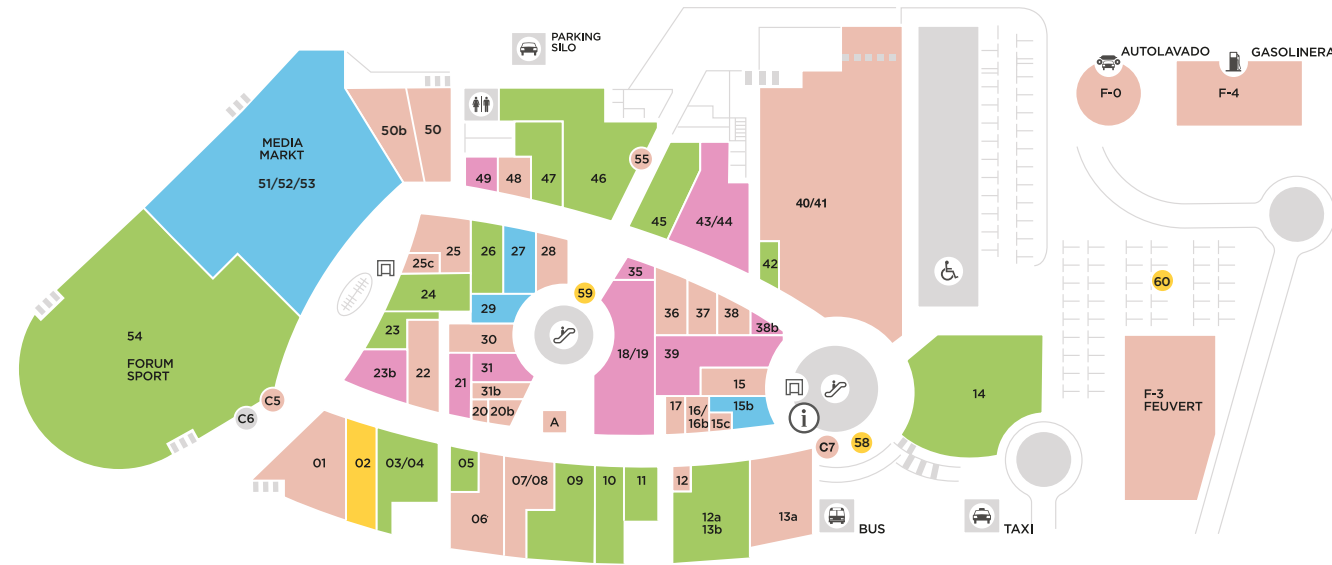 PARKING
SILO
AUTOLAVADO
GASOLINERA
F-0
F-4
MEDIA
MARKT
51/52/53
50b
50
49
48
47
46
55
45
43/44
40/41
42
60
25
25c
26
27
28
24
29
59
35
36
37
38
38b
23
30
18/19
39
23b
22
21
31
31b
20
20b
A
15
17
16/
16b
15b
15c
i
14
F-3
FEUVERT
54
FORUM
SPORT
C5
C6
C7
58
01
02
03/04
05
06
07/08
09
10
11
12
12a
13b
13a
BUS
TAXI